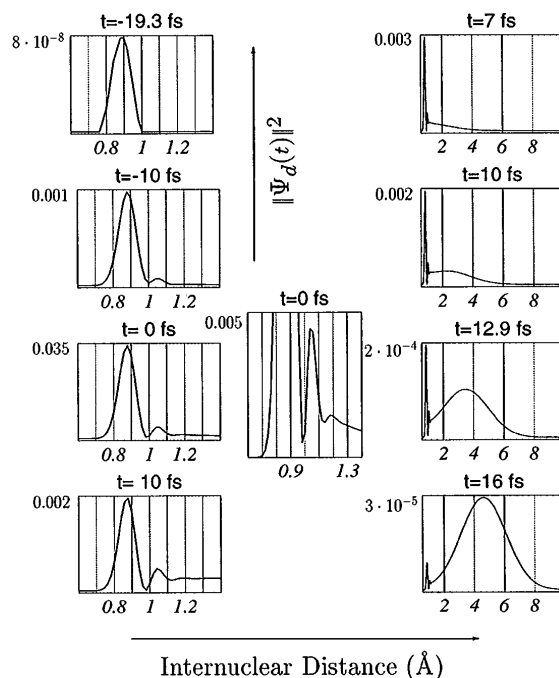 t=-19.3 fs
8 · 10⁻⁸
0.8 1 1.2
t=-10 fs
0.001
0.8 1 1.2
t= 0 fs
0.035
0.8 1 1.2
t= 10 fs
0.002
0.8 1 1.2
‖Ψ_d(t)‖²
t=0 fs
0.005
0.9 1.3
t=7 fs
0.003
2 4 6 8
t=10 fs
0.002
2 4 6 8
t=12.9 fs
2 · 10⁻⁴
2 4 6 8
t=16 fs
3 · 10⁻⁵
2 4 6 8
Internuclear Distance (Å)